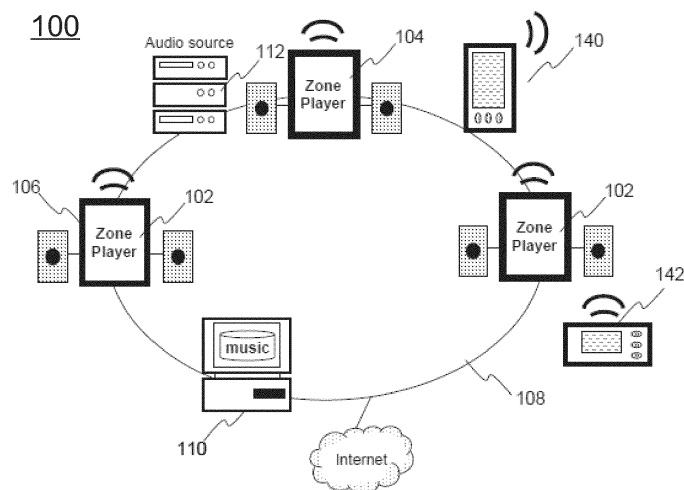 100
Audio source
112
104
140
Zone
Player
106
102
Zone
Player
102
Zone
Player
142
music
108
110
Internet